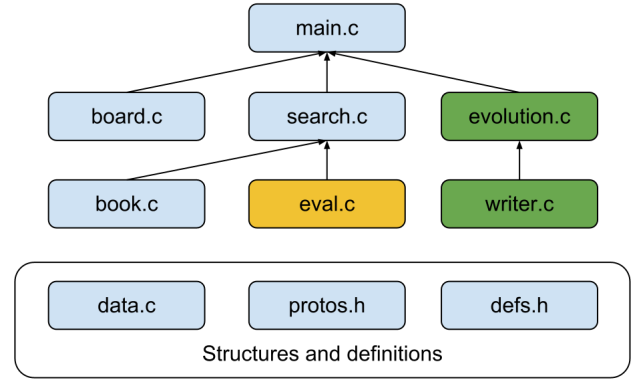 main.c
board.c
search.c
evolution.c
book.c
eval.c
writer.c
data.c
protos.h
defs.h
Structures and definitions